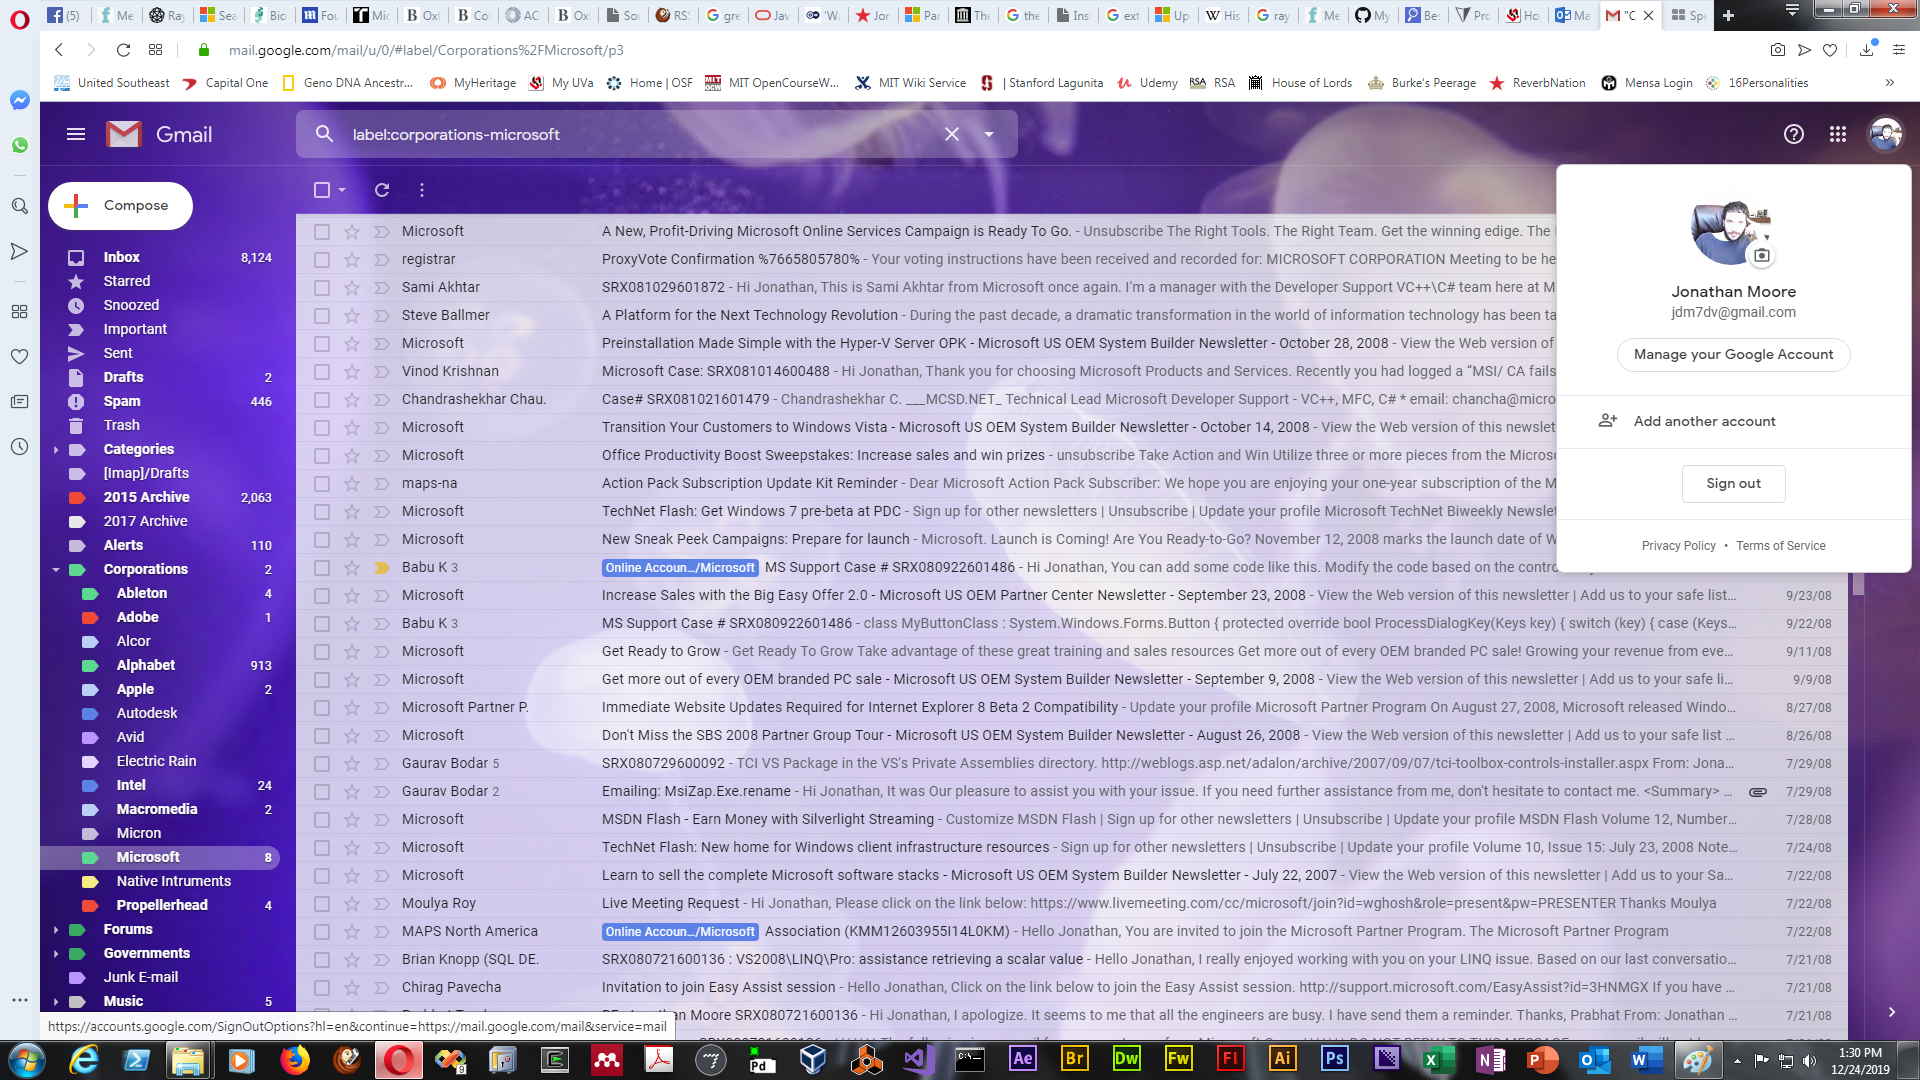 (5) Me Ray Sea Bio Fou Mic Oxf Co AC Oxf Sou RS gre Jav 'W Jon Par The the Ins ext Up His ray Me My Bes Pro Ho Ma "C Spe
mail.google.com/mail/u/0/#label/Corporations%2FMicrosoft/p3
United Southeast Capital One Geno DNA Ancestr... MyHeritage My UVa Home | OSF MIT OpenCourseW... MIT Wiki Service | Stanford Lagunita Udemy RSA House of Lords Burke's Peerage ReverbNation Mensa Login 16Personalities »
Gmail
label:corporations-microsoft
Compose
Inbox 8,124
Starred
Snoozed
Important
Sent
Drafts 2
Spam 446
Trash
Categories
[Imap]/Drafts
2015 Archive 2,063
2017 Archive
Alerts 110
Corporations 2
Ableton 4
Adobe 1
Alcor
Alphabet 913
Apple 2
Autodesk
Avid
Electric Rain
Intel 24
Macromedia 2
Micron
Microsoft 8
Native Intruments
Propellerhead 4
Forums
Governments
Junk E-mail
Music 5
Microsoft A New, Profit-Driving Microsoft Online Services Campaign is Ready To Go. - Unsubscribe The Right Tools. The Right Team. Get the winning edige. The
registrar ProxyVote Confirmation %7665805780% - Your voting instructions have been received and recorded for: MICROSOFT CORPORATION Meeting to be he
Sami Akhtar SRX081029601872 - Hi Jonathan, This is Sami Akhtar from Microsoft once again. I'm a manager with the Developer Support VC++\C# team here at M
Steve Ballmer A Platform for the Next Technology Revolution - During the past decade, a dramatic transformation in the world of information technology has been ta
Microsoft Preinstallation Made Simple with the Hyper-V Server OPK - Microsoft US OEM System Builder Newsletter - October 28, 2008 - View the Web version of
Vinod Krishnan Microsoft Case: SRX081014600488 - Hi Jonathan, Thank you for choosing Microsoft Products and Services. Recently you had logged a “MSI/ CA fails
Chandrashekhar Chau. Case# SRX081021601479 - Chandrashekhar C. ___MCSD.NET_ Technical Lead Microsoft Developer Support - VC++, MFC, C# * email: chancha@micro
Microsoft Transition Your Customers to Windows Vista - Microsoft US OEM System Builder Newsletter - October 14, 2008 - View the Web version of this newslet
Microsoft Office Productivity Boost Sweepstakes: Increase sales and win prizes - unsubscribe Take Action and Win Utilize three or more pieces from the Micros
maps-na Action Pack Subscription Update Kit Reminder - Dear Microsoft Action Pack Subscriber: We hope you are enjoying your one-year subscription of the M
Microsoft TechNet Flash: Get Windows 7 pre-beta at PDC - Sign up for other newsletters | Unsubscribe | Update your profile Microsoft TechNet Biweekly Newslet
Microsoft New Sneak Peek Campaigns: Prepare for launch - Microsoft. Launch is Coming! Are You Ready-to-Go? November 12, 2008 marks the launch date of W
Babu K 3 Online Accoun.../Microsoft MS Support Case # SRX080922601486 - Hi Jonathan, You can add some code like this. Modify the code based on the contro
Microsoft Increase Sales with the Big Easy Offer 2.0 - Microsoft US OEM Partner Center Newsletter - September 23, 2008 - View the Web version of this newsletter | Add us to your safe list... 9/23/08
Babu K 3 MS Support Case # SRX080922601486 - class MyButtonClass : System.Windows.Forms.Button { protected override bool ProcessDialogKey(Keys key) { switch (key) { case (Keys... 9/22/08
Microsoft Get Ready to Grow - Get Ready To Grow Take advantage of these great training and sales resources Get more out of every OEM branded PC sale! Growing your revenue from eve... 9/11/08
Microsoft Get more out of every OEM branded PC sale - Microsoft US OEM System Builder Newsletter - September 9, 2008 - View the Web version of this newsletter | Add us to your safe li... 9/9/08
Microsoft Partner P. Immediate Website Updates Required for Internet Explorer 8 Beta 2 Compatibility - Update your profile Microsoft Partner Program On August 27, 2008, Microsoft released Windo... 8/27/08
Microsoft Don't Miss the SBS 2008 Partner Group Tour - Microsoft US OEM System Builder Newsletter - August 26, 2008 - View the Web version of this newsletter | Add us to your safe list ... 8/26/08
Gaurav Bodar 5 SRX080729600092 - TCI VS Package in the VS's Private Assemblies directory. http://weblogs.asp.net/adalon/archive/2007/09/07/tci-toolbox-controls-installer.aspx From: Jona... 7/29/08
Gaurav Bodar 2 Emailing: MsiZap.Exe.rename - Hi Jonathan, It was Our pleasure to assist you with your issue. If you need further assistance from me, don't hesitate to contact me. <Summary> ... 7/29/08
Microsoft MSDN Flash - Earn Money with Silverlight Streaming - Customize MSDN Flash | Sign up for other newsletters | Unsubscribe | Update your profile MSDN Flash Volume 12, Number... 7/28/08
Microsoft TechNet Flash: New home for Windows client infrastructure resources - Sign up for other newsletters | Unsubscribe | Update your profile Volume 10, Issue 15: July 23, 2008 Note... 7/24/08
Microsoft Learn to sell the complete Microsoft software stacks - Microsoft US OEM System Builder Newsletter - July 22, 2007 - View the Web version of this newsletter | Add us to your Sa... 7/22/08
Moulya Roy Live Meeting Request - Hi Jonathan, Please click on the link below: https://www.livemeeting.com/cc/microsoft/join?id=wghosh&role=present&pw=PRESENTER Thanks Moulya 7/22/08
MAPS North America Online Accoun.../Microsoft Association (KMM12603955I14L0KM) - Hello Jonathan, You are invited to join the Microsoft Partner Program. The Microsoft Partner Program 7/22/08
Brian Knopp (SQL DE. SRX080721600136 : VS2008\LINQ\Pro: assistance retrieving a scalar value - Hello Jonathan, I really enjoyed working with you on your LINQ issue. Based on our last conversatio... 7/21/08
Chirag Pavecha Invitation to join Easy Assist session - Hello Jonathan, Click on the link below to join the Easy Assist session. http://support.microsoft.com/EasyAssist?id=3HNMGX If you have ... 7/21/08
Moore SRX080721600136 - Hi Jonathan, I apologize. It seems to me that all the engineers are busy. I have send them a reminder. Thanks, Prabhat From: Jonathan ... 7/21/08
Jonathan Moore
jdm7dv@gmail.com
Manage your Google Account
Add another account
Sign out
Privacy Policy • Terms of Service
https://accounts.google.com/SignOutOptions?hl=en&continue=https://mail.google.com/mail&service=mail
Pd Ae Br Dw Fw Fl Ai Ps
1:30 PM
12/24/2019